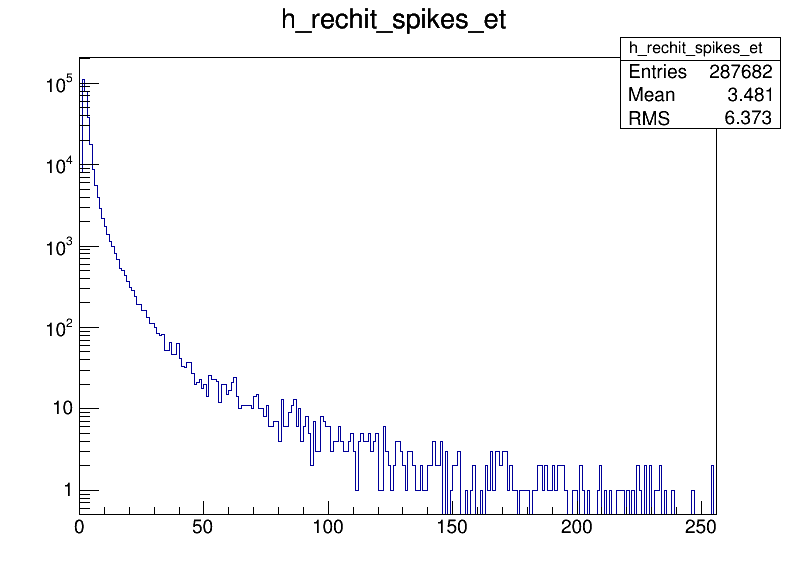 h_rechit_spikes_et
h_rechit_spikes_et
Entries 287682
Mean 3.481
RMS 6.373
10^5
10^4
10^3
10^2
10
1
0 50 100 150 200 250